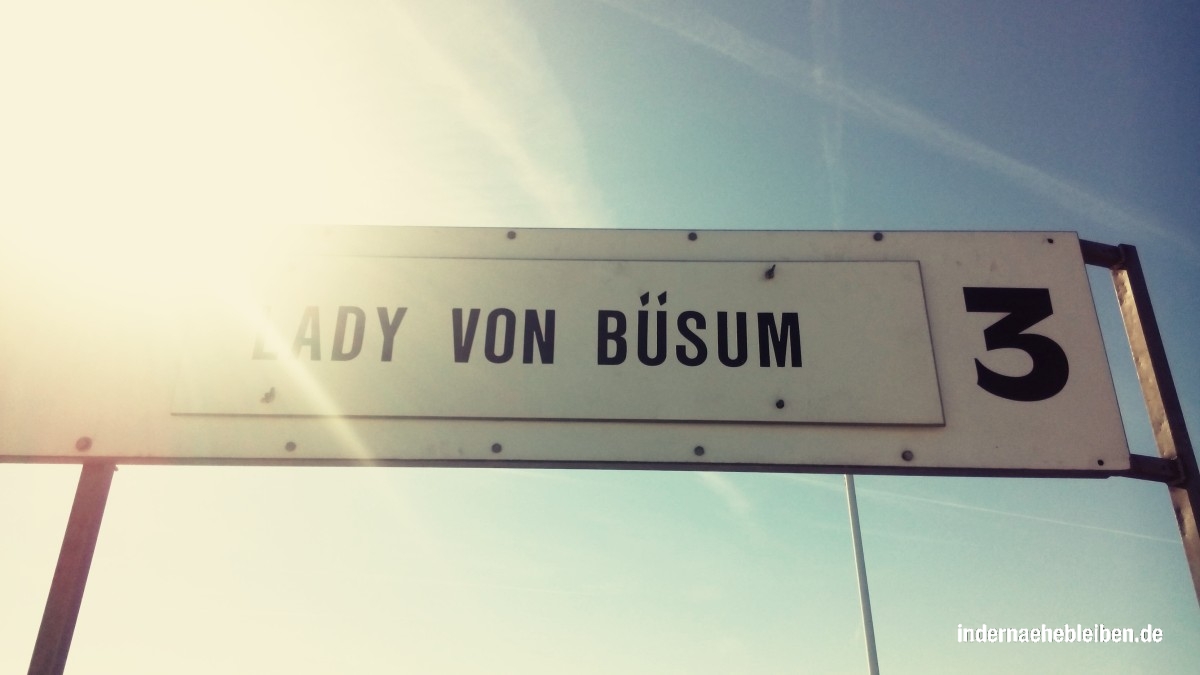 LADY VON BÜSUM
3
indernaehebleiben.de